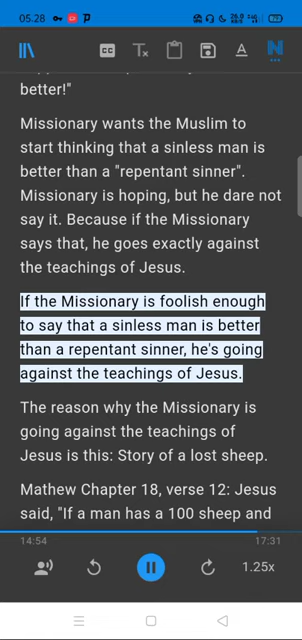 05.28
CC
better!"
Missionary wants the Muslim to
start thinking that a sinless man is
better than a "repentant sinner".
Missionary is hoping, but he dare not
say it. Because if the Missionary
says that, he goes exactly against
the teachings of Jesus.
If the Missionary is foolish enough
to say that a sinless man is better
than a repentant sinner, he's going
against the teachings of Jesus.
The reason why the Missionary is
going against the teachings of
Jesus is this: Story of a lost sheep.
Mathew Chapter 18, verse 12: Jesus
said, "If a man has a 100 sheep and
14:54
17:31
1.25x